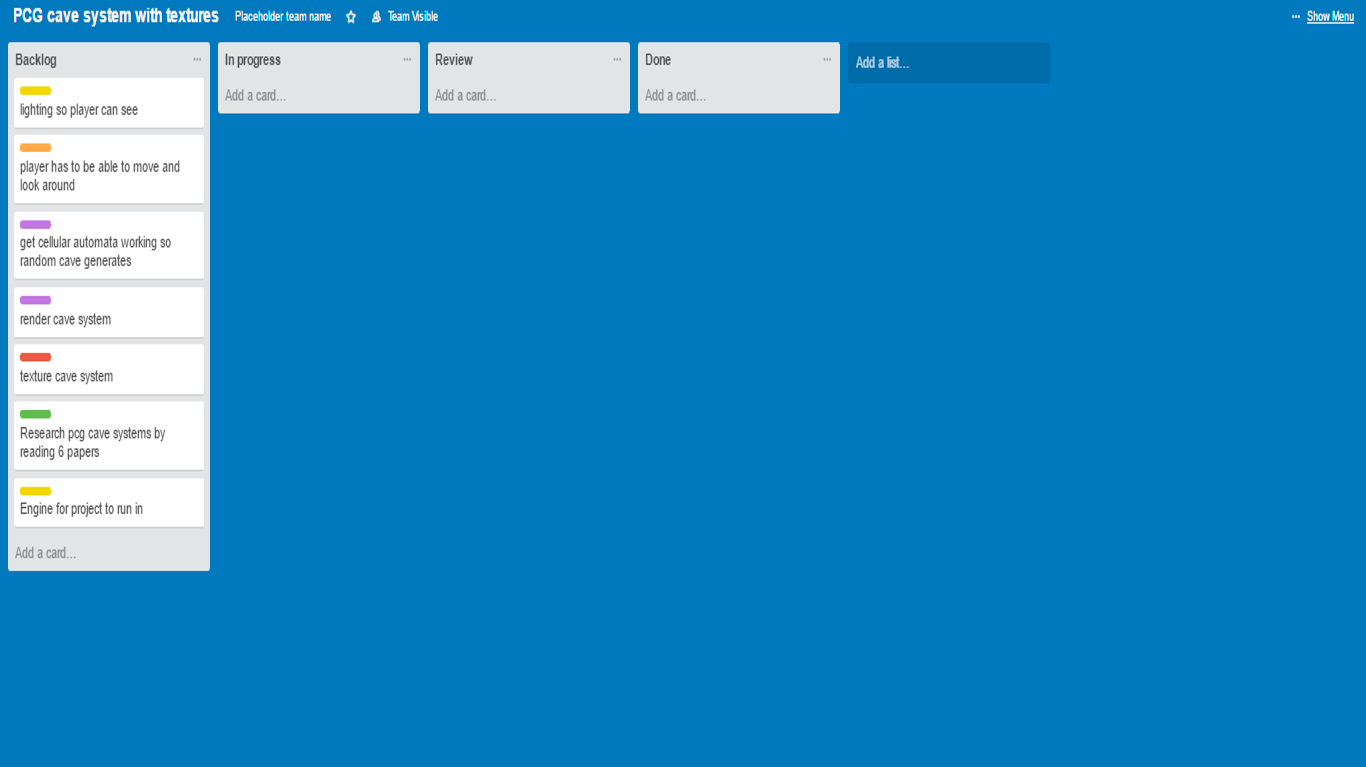 PCG cave system with textures
Placeholder team name
Team Visible
... Show Menu
Backlog ...
lighting so player can see
player has to be able to move and
look around
get cellular automata working so
random cave generates
render cave system
texture cave system
Research pcg cave systems by
reading 6 papers
Engine for project to run in
Add a card...
In progress ...
Add a card...
Review ...
Add a card...
Done ...
Add a card...
Add a list...